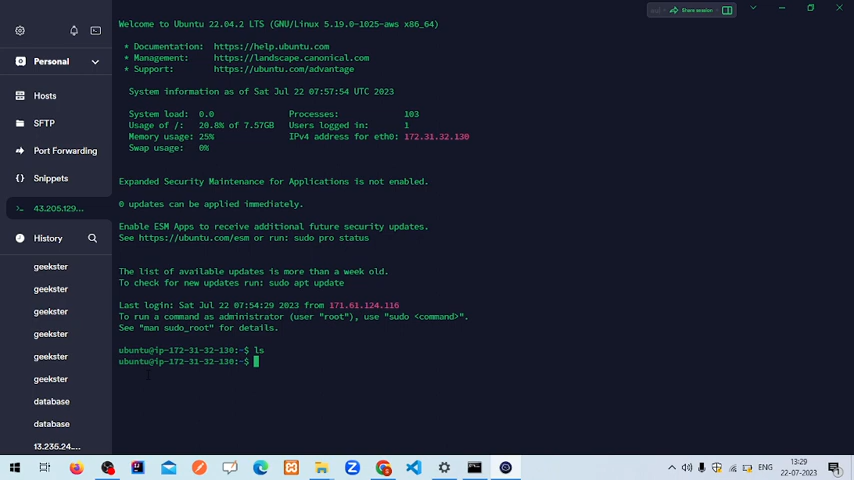 Share session
Personal
Hosts
SFTP
Port Forwarding
Snippets
43.205.129...
History
geekster
geekster
geekster
geekster
geekster
geekster
database
database
13.235.24....
Welcome to Ubuntu 22.04.2 LTS (GNU/Linux 5.19.0-1025-aws x86_64)
* Documentation: https://help.ubuntu.com
* Management: https://landscape.canonical.com
* Support: https://ubuntu.com/advantage
System information as of Sat Jul 22 07:57:54 UTC 2023
System load: 0.0 Processes: 103
Usage of /: 20.8% of 7.57GB Users logged in: 1
Memory usage: 25% IPv4 address for eth0: 172.31.32.130
Swap usage: 0%
Expanded Security Maintenance for Applications is not enabled.
0 updates can be applied immediately.
Enable ESM Apps to receive additional future security updates.
See https://ubuntu.com/esm or run: sudo pro status
The list of available updates is more than a week old.
To check for new updates run: sudo apt update
Last login: Sat Jul 22 07:54:29 2023 from 171.61.124.116
To run a command as administrator (user "root"), use "sudo <command>".
See "man sudo_root" for details.
ubuntu@ip-172-31-32-130:~$ ls
ubuntu@ip-172-31-32-130:~$
ENG
13:29
22-07-2023